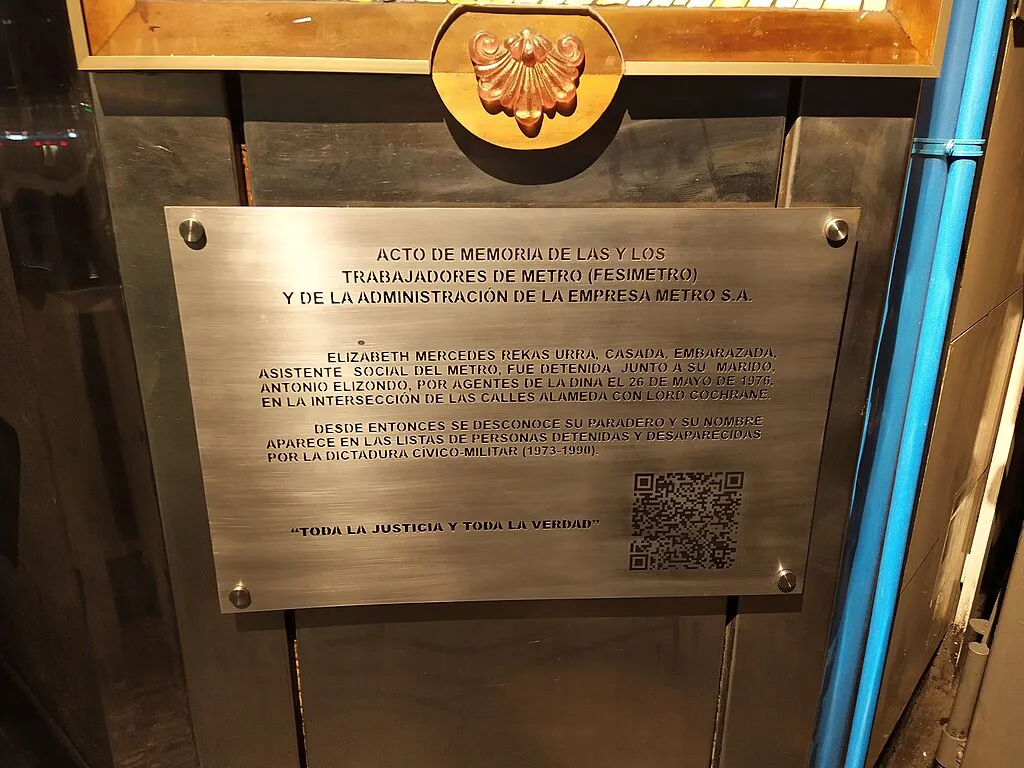 ACTO DE MEMORIA DE LAS Y LOS
TRABAJADORES DE METRO (FESIMETRO)
Y DE LA ADMINISTRACIÓN DE LA EMPRESA METRO S.A.
ELIZABETH MERCEDES REKAS URRA, CASADA, EMBARAZADA,
ASISTENTE SOCIAL DEL METRO, FUE DETENIDA JUNTO A SU MARIDO,
ANTONIO ELIZONDO, POR AGENTES DE LA DINA EL 26 DE MAYO DE 1976,
EN LA INTERSECCIÓN DE LAS CALLES ALAMEDA CON LORD COCHRANE.
DESDE ENTONCES SE DESCONOCE SU PARADERO Y SU NOMBRE
APARECE EN LAS LISTAS DE PERSONAS DETENIDAS Y DESAPARECIDAS
POR LA DICTADURA CÍVICO-MILITAR (1973-1990).
“TODA LA JUSTICIA Y TODA LA VERDAD”